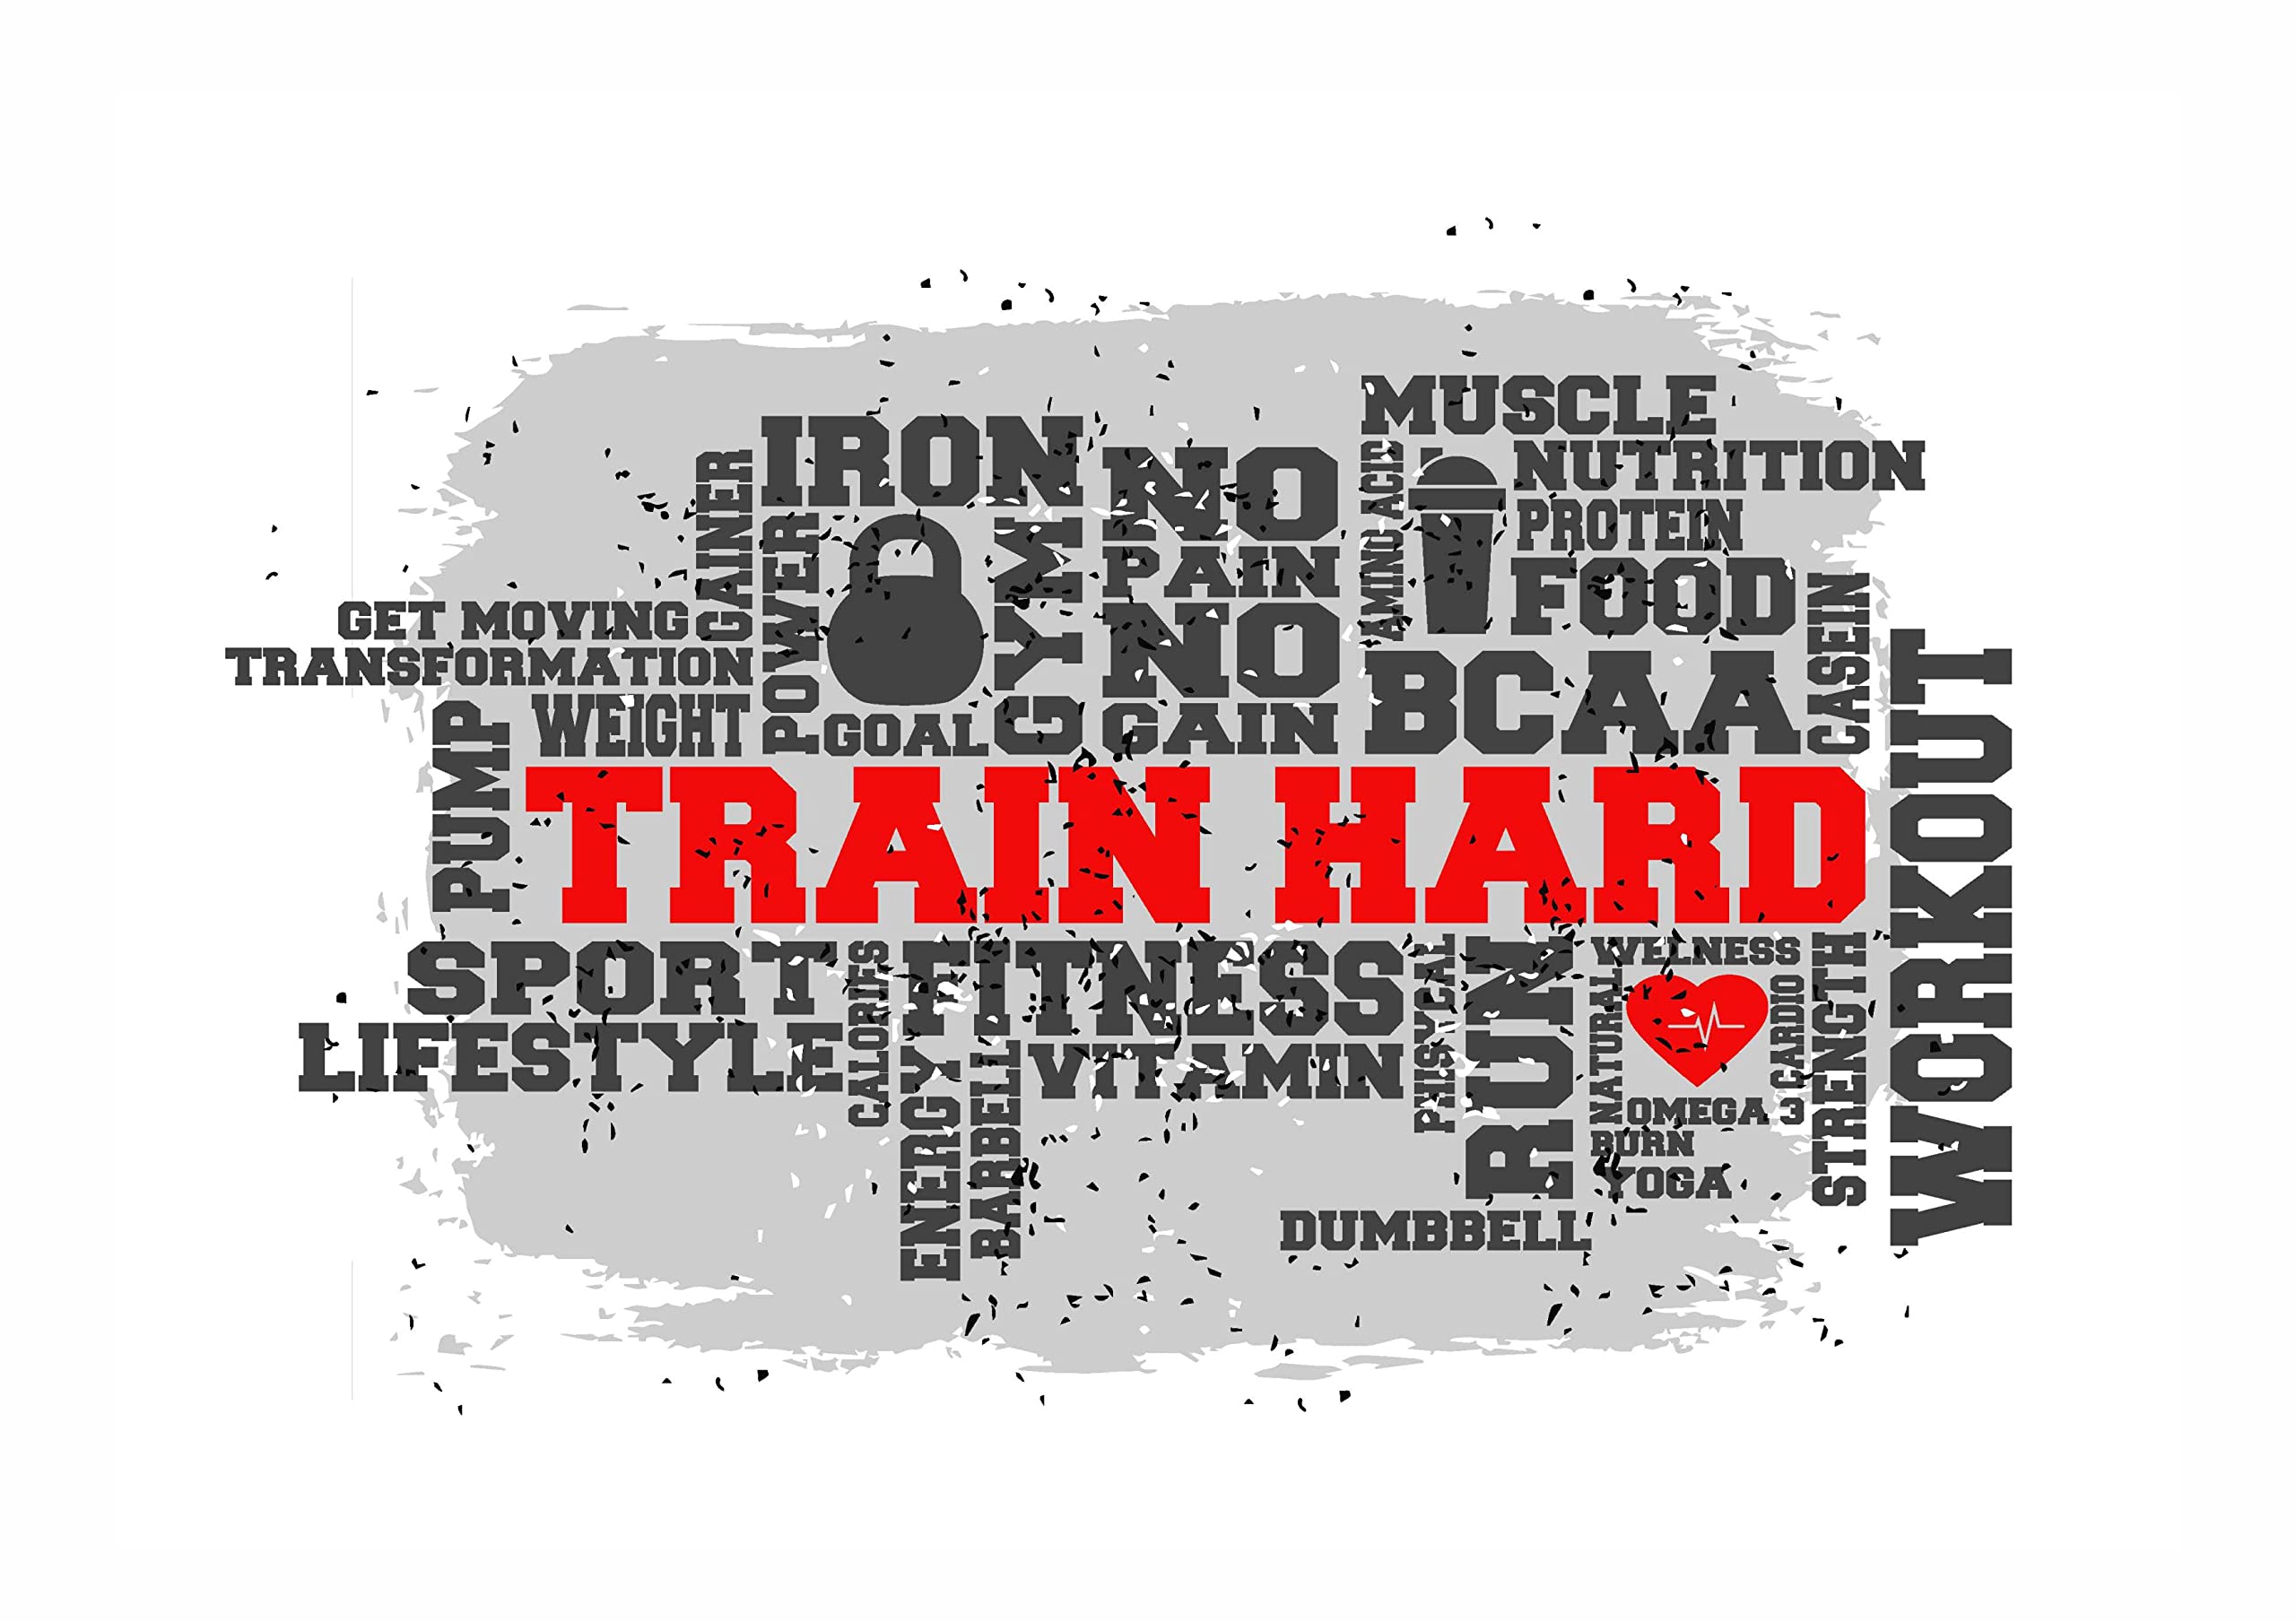 MUSCLE
IRON
NUTRITION
GAINER
NO
PAIN
NO
GAIN
AMINO ACID
PROTEIN
FOOD
POWER
GYM
CASEIN
GET MOVING
TRANSFORMATION
WEIGHT
GOAL
BCAA
WORKOUT
PUMP
TRAIN HARD
SPORT
LIFESTYLE
CALORIES
FITNESS
VITAMIN
ENERGY
BARBELL
PHISYCAL
RUN
WELNESS
NATURAL
CARDIO
STRENGTH
OMEGA 3
BURN
YOGA
DUMBBELL